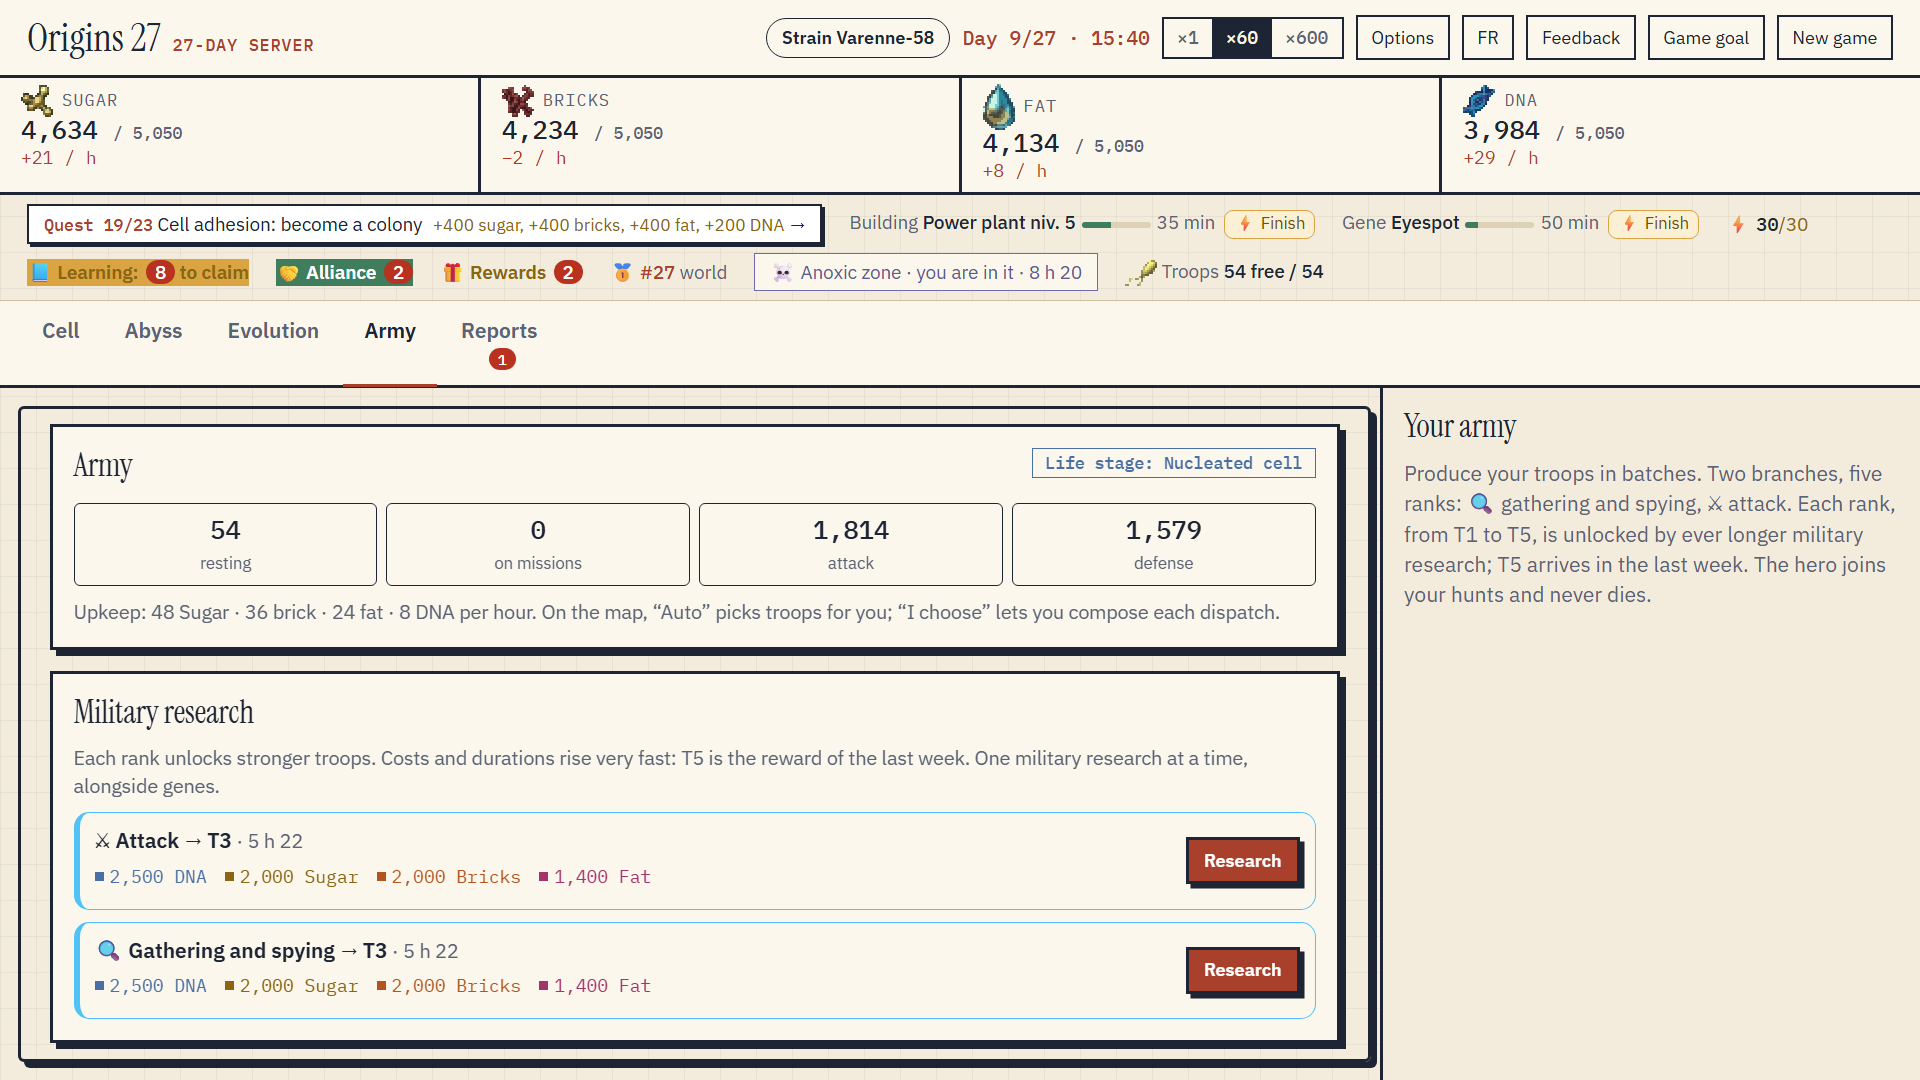 Origins 27 27-DAY SERVER
Strain Varenne-58 Day 9/27 · 15:40 ×1 ×60 ×600 Options FR Feedback Game goal New game
SUGAR
4,634 / 5,050
+21 / h
BRICKS
4,234 / 5,050
−2 / h
FAT
4,134 / 5,050
+8 / h
DNA
3,984 / 5,050
+29 / h
Quest 19/23 Cell adhesion: become a colony +400 sugar, +400 bricks, +400 fat, +200 DNA →
Building Power plant niv. 5 35 min Finish
Gene Eyespot 50 min Finish
30/30
Learning: 8 to claim
Alliance 2
Rewards 2
#27 world
Anoxic zone · you are in it · 8 h 20
Troops 54 free / 54
Cell Abyss Evolution Army Reports
1
Army
Life stage: Nucleated cell
54
resting
0
on missions
1,814
attack
1,579
defense
Upkeep: 48 Sugar · 36 brick · 24 fat · 8 DNA per hour. On the map, “Auto” picks troops for you; “I choose” lets you compose each dispatch.
Military research
Each rank unlocks stronger troops. Costs and durations rise very fast: T5 is the reward of the last week. One military research at a time,
alongside genes.
⚔ Attack → T3 · 5 h 22
2,500 DNA 2,000 Sugar 2,000 Bricks 1,400 Fat
Research
🔍 Gathering and spying → T3 · 5 h 22
2,500 DNA 2,000 Sugar 2,000 Bricks 1,400 Fat
Research
Your army
Produce your troops in batches. Two branches, five
ranks: 🔍 gathering and spying, ⚔ attack. Each rank,
from T1 to T5, is unlocked by ever longer military
research; T5 arrives in the last week. The hero joins
your hunts and never dies.